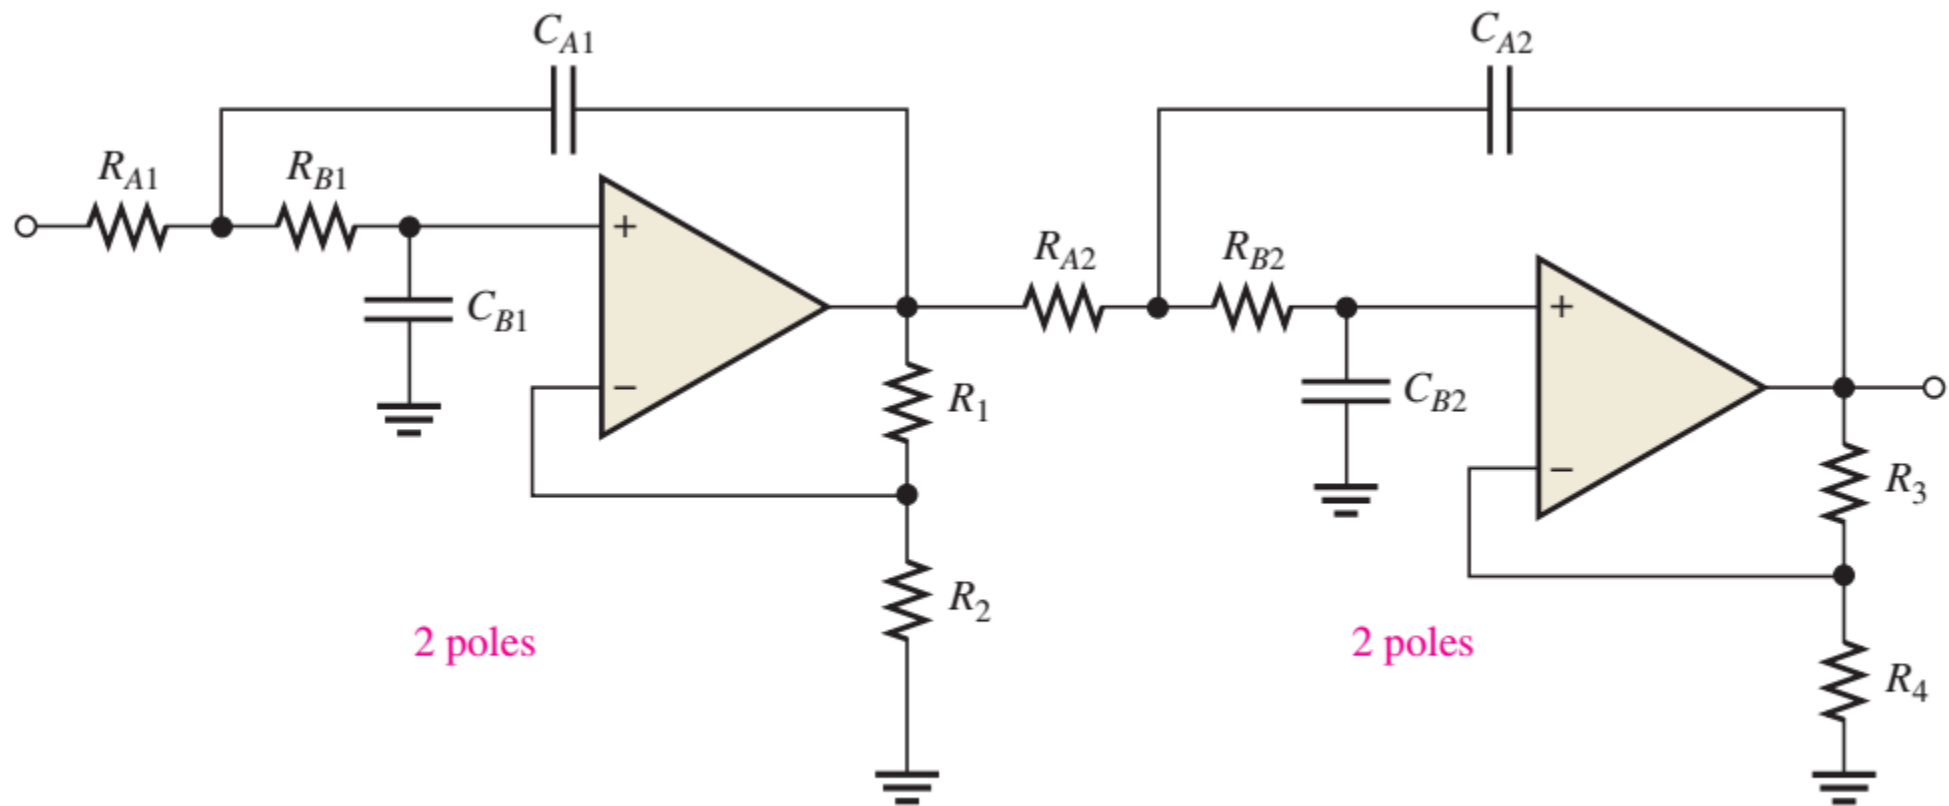 C_A1
C_A2
R_A1
R_B1
R_A2
R_B2
+
+
C_B1
C_B2
−
−
R_1
R_3
R_2
R_4
2 poles
2 poles